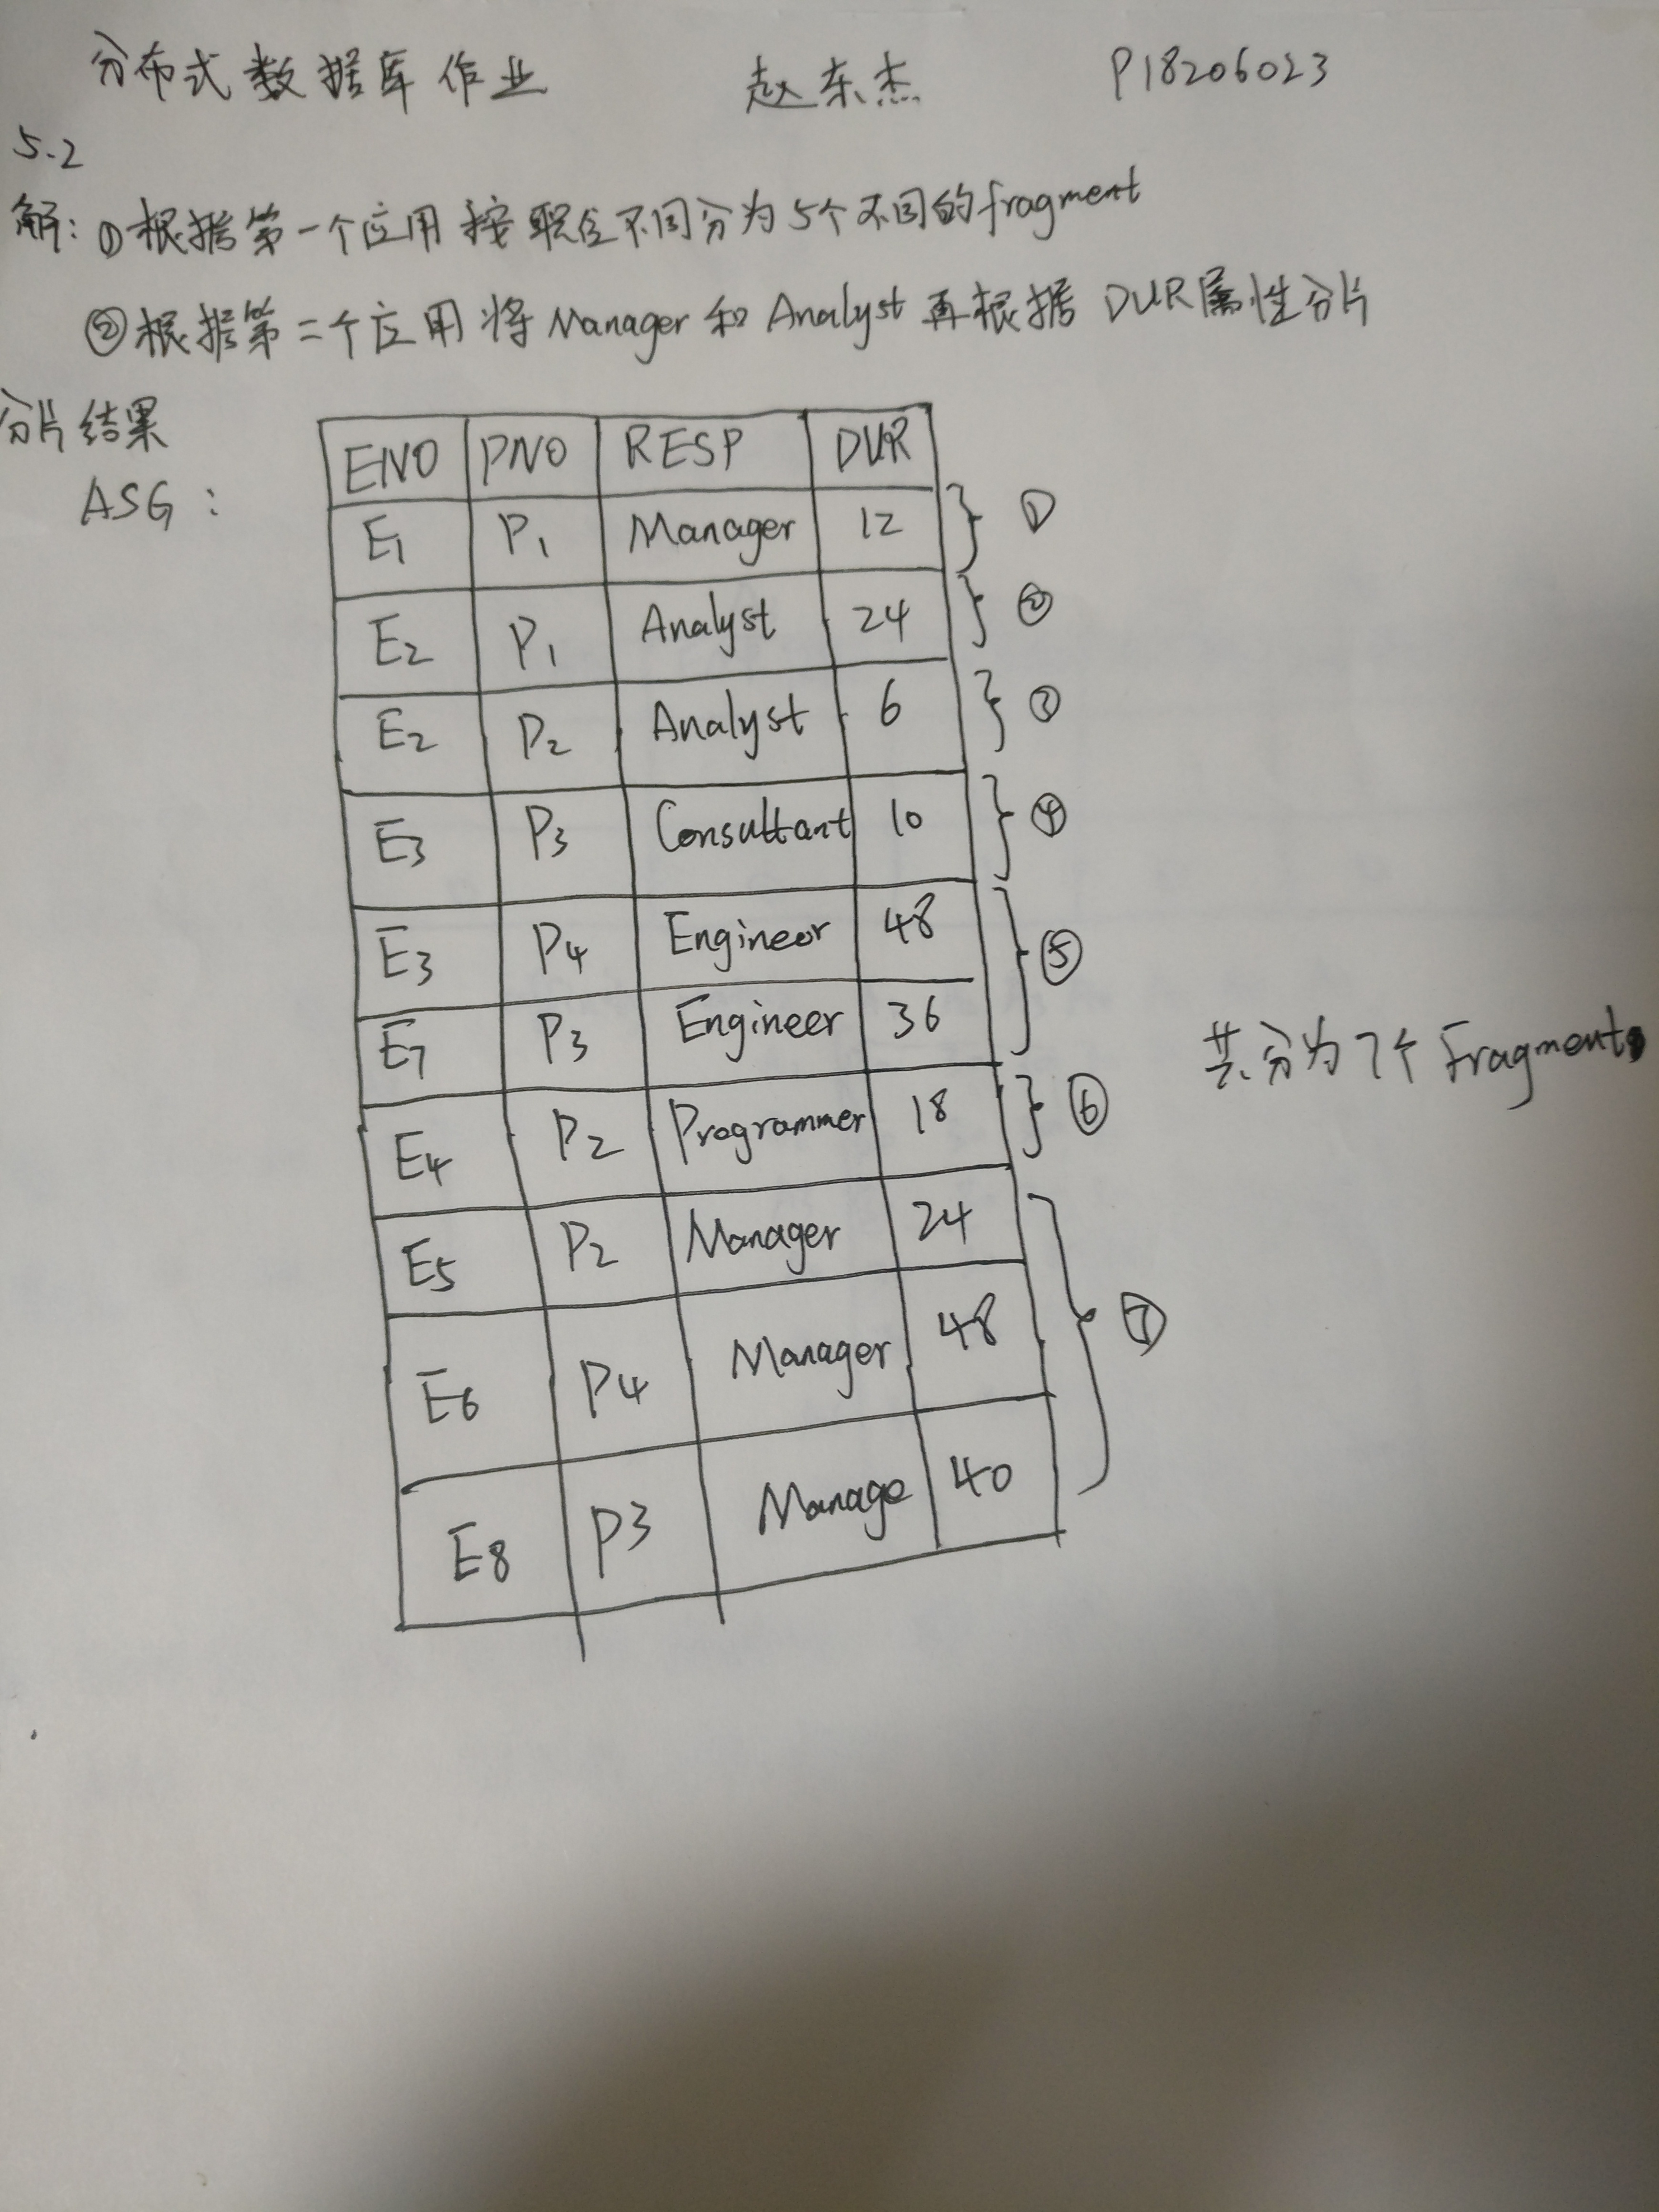 分布式数据库作业 赵东杰 P18206023
5.2
解: ①根据第一个应用 按职位不同分为5个不同的fragment
②根据第二个应用将Manager和Analyst再根据DUR属性分片
分片结果
ASG:
ENO PNO RESP DUR
E1 P1 Manager 12 ①
E2 P1 Analyst 24 ②
E2 P2 Analyst 6 ③
E3 P3 Consultant 10 ④
E3 P4 Engineer 48 ⑤
E7 P3 Engineer 36
共分为7个Fragment
E4 P2 Programmer 18 ⑥
E5 P2 Manager 24
E6 P4 Manager 48 ⑦
E8 P3 Manage 40